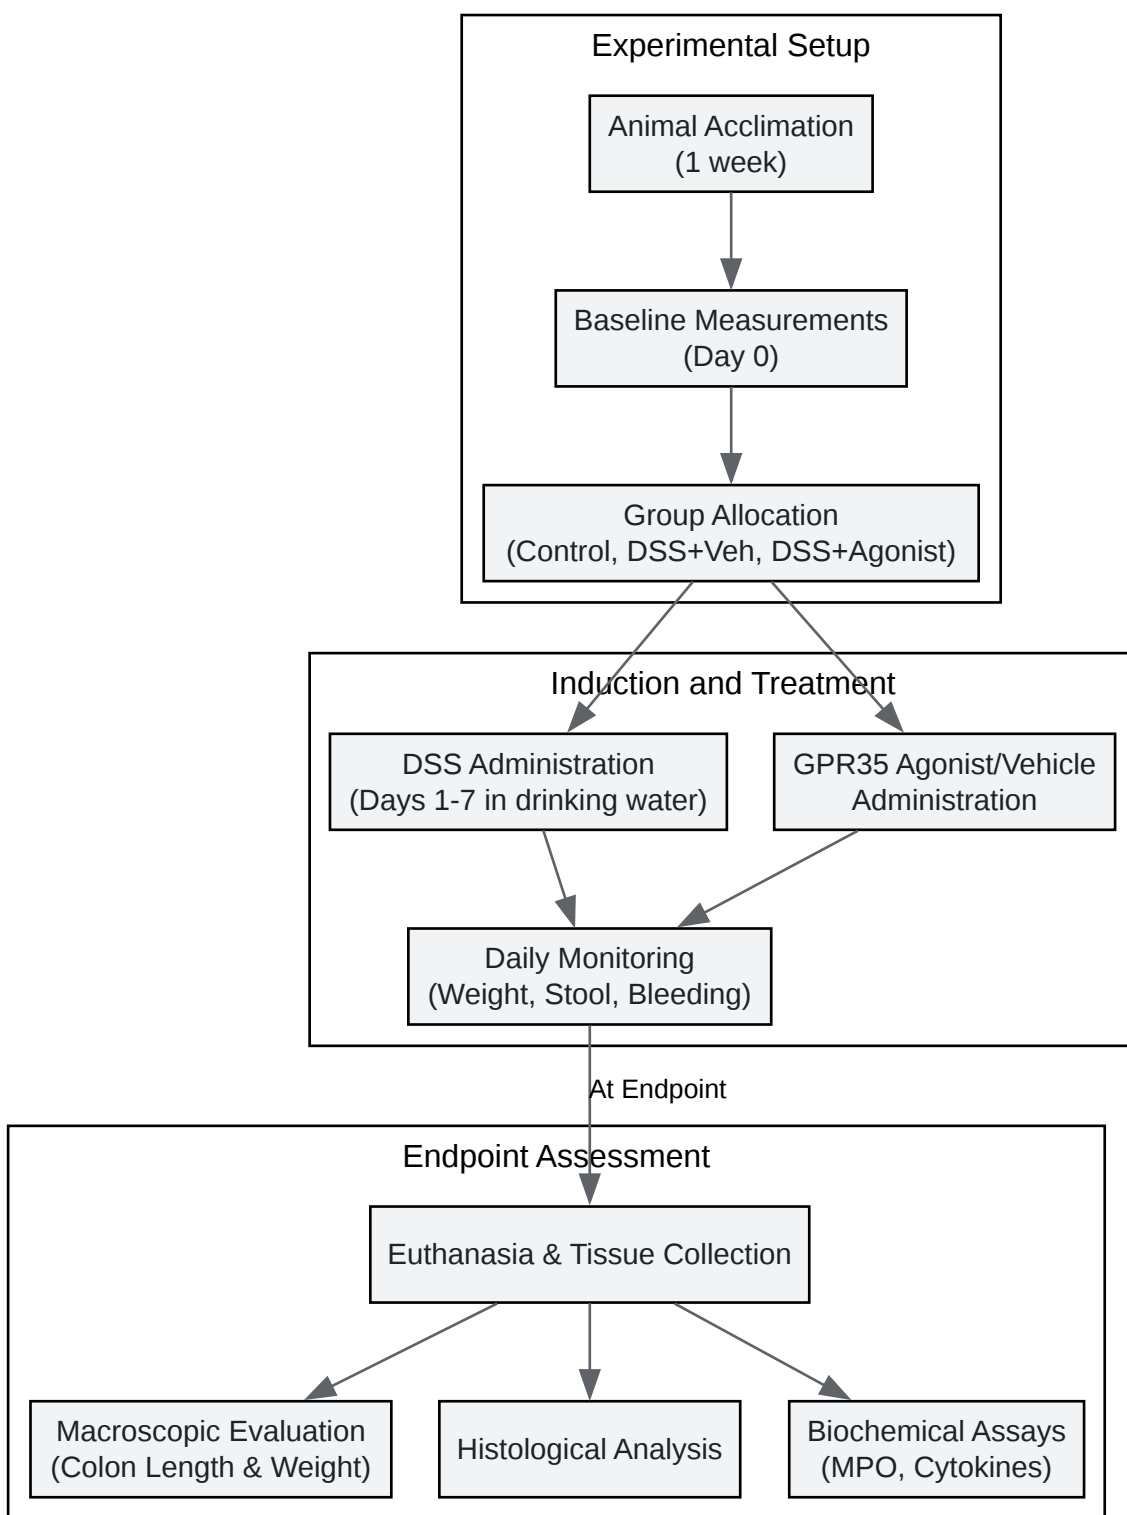 Experimental Setup
Animal Acclimation
(1 week)
Baseline Measurements
(Day 0)
Group Allocation
(Control, DSS+Veh, DSS+Agonist)
Induction and Treatment
DSS Administration
(Days 1-7 in drinking water)
GPR35 Agonist/Vehicle
Administration
Daily Monitoring
(Weight, Stool, Bleeding)
At Endpoint
Endpoint Assessment
Euthanasia & Tissue Collection
Macroscopic Evaluation
(Colon Length & Weight)
Histological Analysis
Biochemical Assays
(MPO, Cytokines)